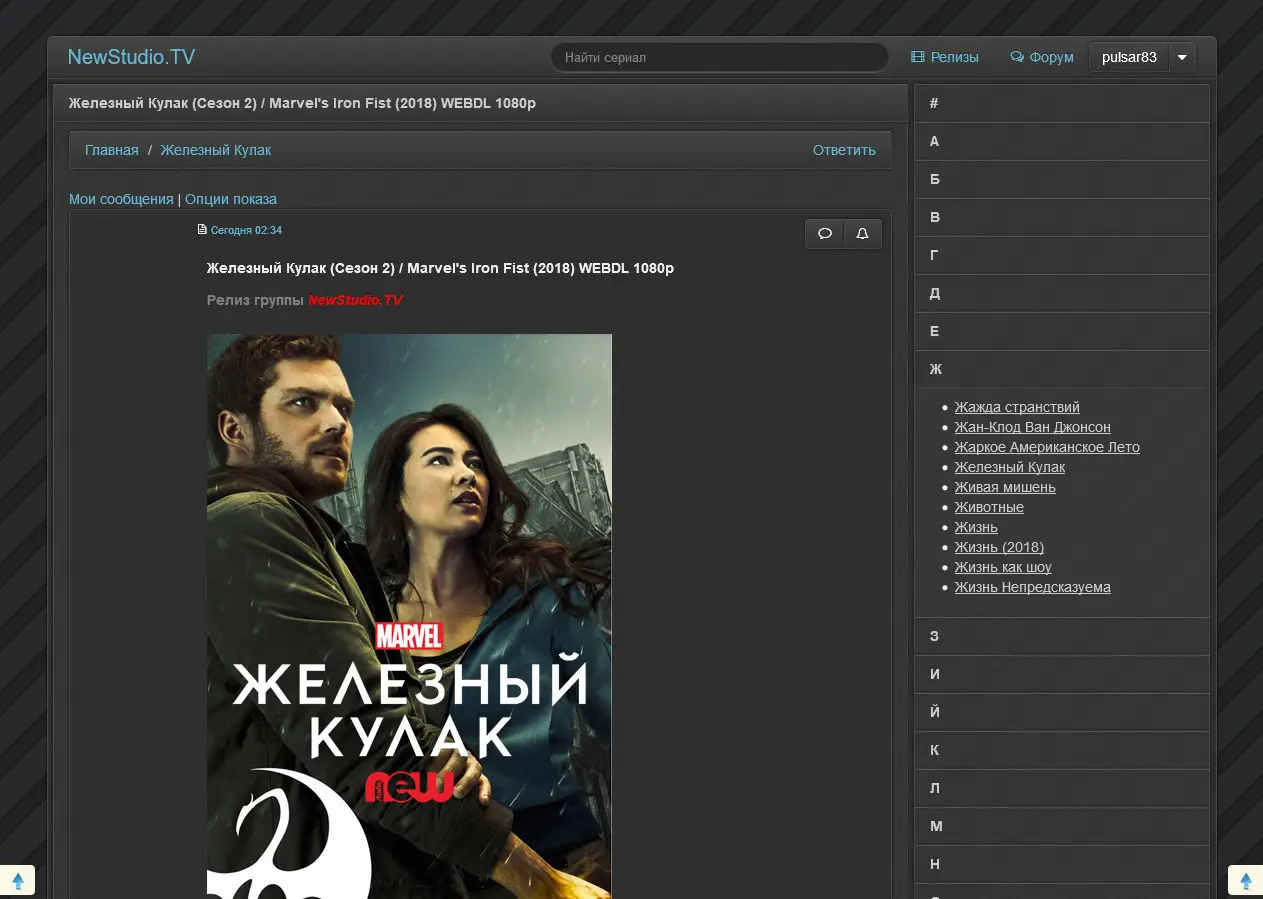 NewStudio.TV
Найти сериал
Релизы
Форум
pulsar83
Железный Кулак (Сезон 2) / Marvel's Iron Fist (2018) WEBDL 1080p
Главная / Железный Кулак
Ответить
Мои сообщения | Опции показа
Сегодня 02:34
Железный Кулак (Сезон 2) / Marvel's Iron Fist (2018) WEBDL 1080p
Релиз группы NewStudio.TV
MARVEL
ЖЕЛЕЗНЫЙ
КУЛАК
new
#
А
Б
В
Г
Д
Е
Ж
Жажда странствий
Жан-Клод Ван Джонсон
Жаркое Американское Лето
Железный Кулак
Живая мишень
Животные
Жизнь
Жизнь (2018)
Жизнь как шоу
Жизнь Непредсказуема
З
И
Й
К
Л
М
Н